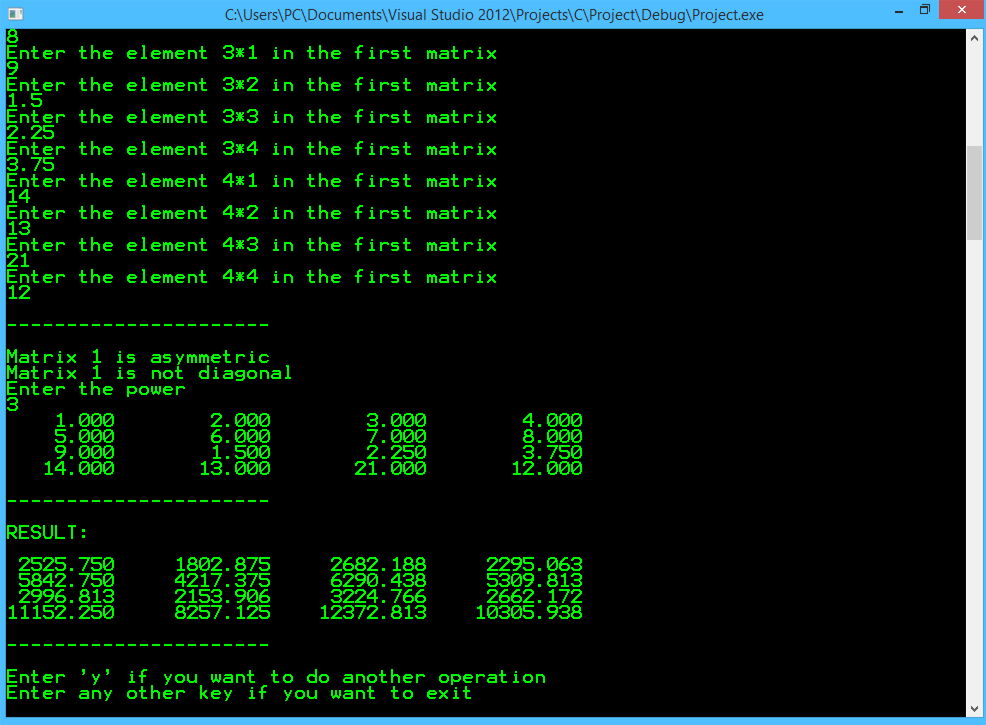 C:\Users\PC\Documents\Visual Studio 2012\Projects\C\Project\Debug\Project.exe
8
Enter the element 3*1 in the first matrix
9
Enter the element 3*2 in the first matrix
1.5
Enter the element 3*3 in the first matrix
2.25
Enter the element 3*4 in the first matrix
3.75
Enter the element 4*1 in the first matrix
14
Enter the element 4*2 in the first matrix
13
Enter the element 4*3 in the first matrix
21
Enter the element 4*4 in the first matrix
12
----------------------
Matrix 1 is asymmetric
Matrix 1 is not diagonal
Enter the power
3
1.000 2.000 3.000 4.000
5.000 6.000 7.000 8.000
9.000 1.500 2.250 3.750
14.000 13.000 21.000 12.000
----------------------
RESULT:
2525.750 1802.875 2682.188 2295.063
5842.750 4217.375 6290.438 5309.813
2996.813 2153.906 3224.766 2662.172
11152.250 8257.125 12372.813 10305.938
----------------------
Enter 'y' if you want to do another operation
Enter any other key if you want to exit